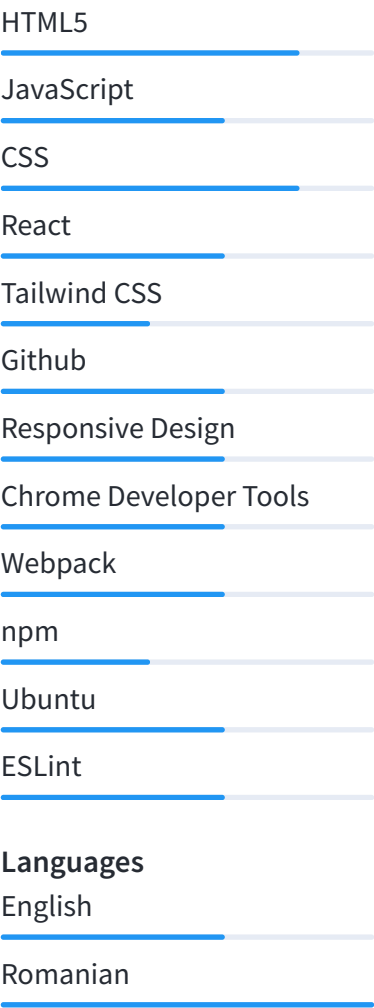 HTML5
JavaScript
CSS
React
Tailwind CSS
Github
Responsive Design
Chrome Developer Tools
Webpack
npm
Ubuntu
ESLint
Languages
English
Romanian